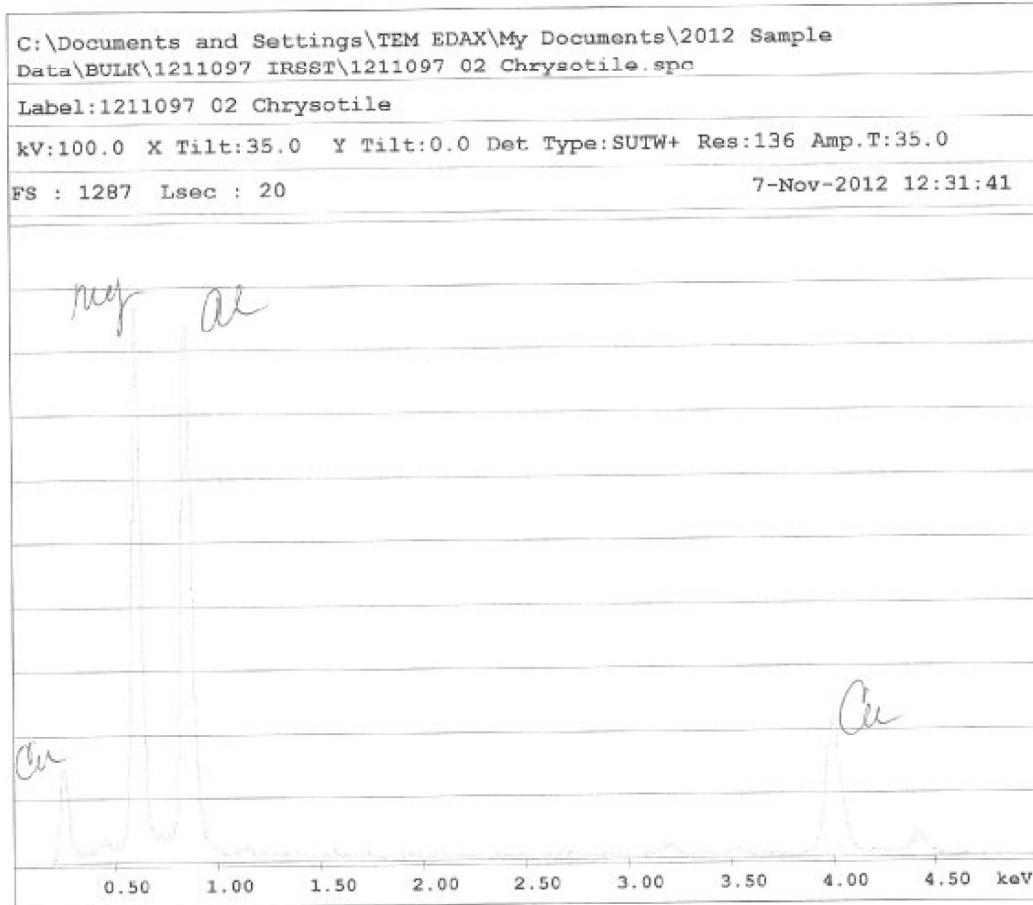 C:\Documents and Settings\TEM EDAX\My Documents\2012 Sample
Data\BULK\1211097 IRSST\1211097 02 Chrysotile.spc
Label:1211097 02 Chrysotile
kV:100.0 X Tilt:35.0 Y Tilt:0.0 Det Type:SUTW+ Res:136 Amp.T:35.0
FS : 1287 Lsec : 20 7-Nov-2012 12:31:41
Mg
Cu
Cu
0.50 1.00 1.50 2.00 2.50 3.00 3.50 4.00 4.50 keV